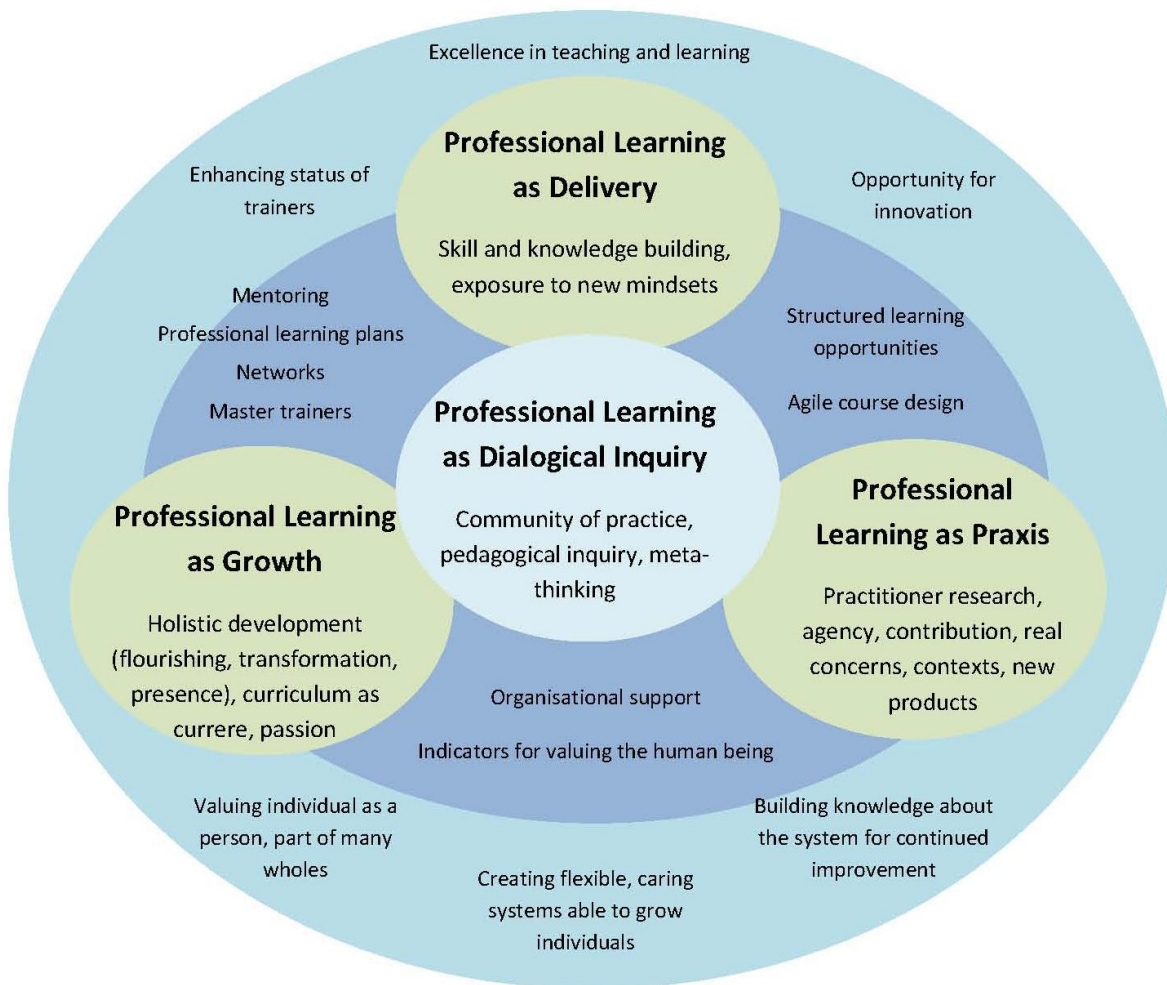 Excellence in teaching and learning
Professional Learning
as Delivery
Skill and knowledge building,
exposure to new mindsets
Enhancing status of
trainers
Opportunity for
innovation
Mentoring
Professional learning plans
Networks
Master trainers
Structured learning
opportunities
Agile course design
Professional Learning
as Dialogical Inquiry
Community of practice,
pedagogical inquiry, meta-
thinking
Professional Learning
as Growth
Holistic development
(flourishing, transformation,
presence), curriculum as
currere, passion
Professional
Learning as Praxis
Practitioner research,
agency, contribution, real
concerns, contexts, new
products
Organisational support
Indicators for valuing the human being
Valuing individual as a
person, part of many
wholes
Creating flexible, caring
systems able to grow
individuals
Building knowledge about
the system for continued
improvement